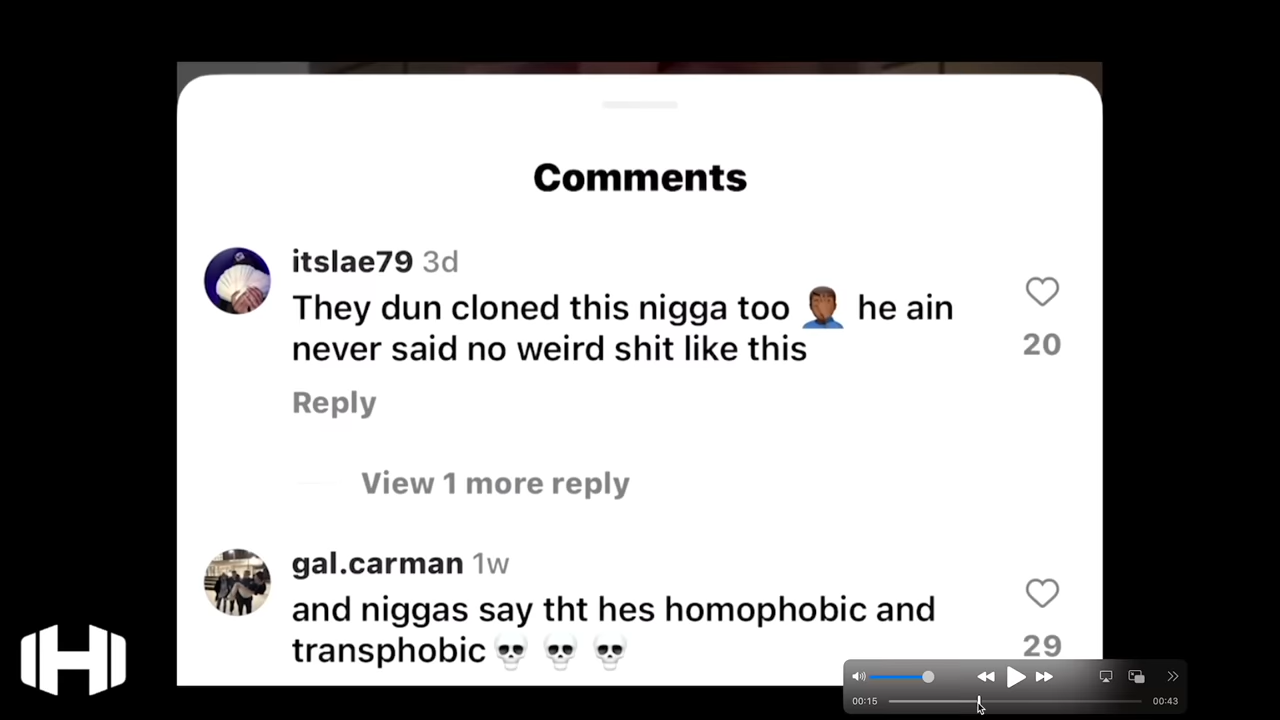 Comments
itslae79 3d
They dun cloned this nigga too 🤦🏾‍♂️ he ain
never said no weird shit like this
20
Reply
View 1 more reply
gal.carman 1w
and niggas say tht hes homophobic and
transphobic💀 💀 💀
29
H
00:15
00:43